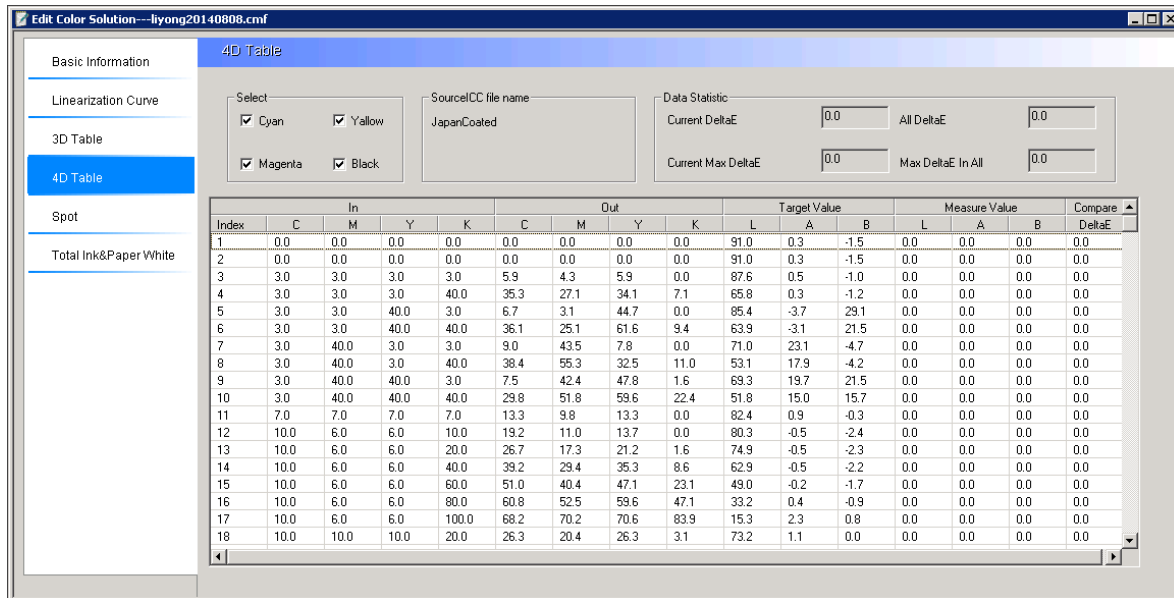 Edit Color Solution---liyong20140808.cmf
Basic Information
Linearization Curve
3D Table
4D Table
Spot
Total Ink&Paper White
4D Table
Select
Cyan Yallow
Magenta Black
SourceICC file name
JapanCoated
Data Statistic
Current DeltaE 0.0 All DeltaE 0.0
Current Max DeltaE 0.0 Max DeltaE In All 0.0
In Out Target Value Measure Value Compare
Index C M Y K C M Y K L A B L A B DeltaE
1 0.0 0.0 0.0 0.0 0.0 0.0 0.0 0.0 91.0 0.3 -1.5 0.0 0.0 0.0 0.0
2 0.0 0.0 0.0 0.0 0.0 0.0 0.0 0.0 91.0 0.3 -1.5 0.0 0.0 0.0 0.0
3 3.0 3.0 3.0 3.0 5.9 4.3 5.9 0.0 87.6 0.5 -1.0 0.0 0.0 0.0 0.0
4 3.0 3.0 3.0 40.0 35.3 27.1 34.1 7.1 65.8 0.3 -1.2 0.0 0.0 0.0 0.0
5 3.0 3.0 40.0 3.0 6.7 3.1 44.7 0.0 85.4 -3.7 29.1 0.0 0.0 0.0 0.0
6 3.0 3.0 40.0 40.0 36.1 25.1 61.6 9.4 63.9 -3.1 21.5 0.0 0.0 0.0 0.0
7 3.0 40.0 3.0 3.0 9.0 43.5 7.8 0.0 71.0 23.1 -4.7 0.0 0.0 0.0 0.0
8 3.0 40.0 3.0 40.0 38.4 55.3 32.5 11.0 53.1 17.9 -4.2 0.0 0.0 0.0 0.0
9 3.0 40.0 40.0 3.0 7.5 42.4 47.8 1.6 69.3 19.7 21.5 0.0 0.0 0.0 0.0
10 3.0 40.0 40.0 40.0 29.8 51.8 59.6 22.4 51.8 15.0 15.7 0.0 0.0 0.0 0.0
11 7.0 7.0 7.0 7.0 13.3 9.8 13.3 0.0 82.4 0.9 -0.3 0.0 0.0 0.0 0.0
12 10.0 6.0 6.0 10.0 19.2 11.0 13.7 0.0 80.3 -0.5 -2.4 0.0 0.0 0.0 0.0
13 10.0 6.0 6.0 20.0 26.7 17.3 21.2 1.6 74.9 -0.5 -2.3 0.0 0.0 0.0 0.0
14 10.0 6.0 6.0 40.0 39.2 29.4 35.3 8.6 62.9 -0.5 -2.2 0.0 0.0 0.0 0.0
15 10.0 6.0 6.0 60.0 51.0 40.4 47.1 23.1 49.0 -0.2 -1.7 0.0 0.0 0.0 0.0
16 10.0 6.0 6.0 80.0 60.8 52.5 59.6 47.1 33.2 0.4 -0.9 0.0 0.0 0.0 0.0
17 10.0 6.0 6.0 100.0 68.2 70.2 70.6 83.9 15.3 2.3 0.8 0.0 0.0 0.0 0.0
18 10.0 10.0 10.0 20.0 26.3 20.4 26.3 3.1 73.2 1.1 0.0 0.0 0.0 0.0 0.0